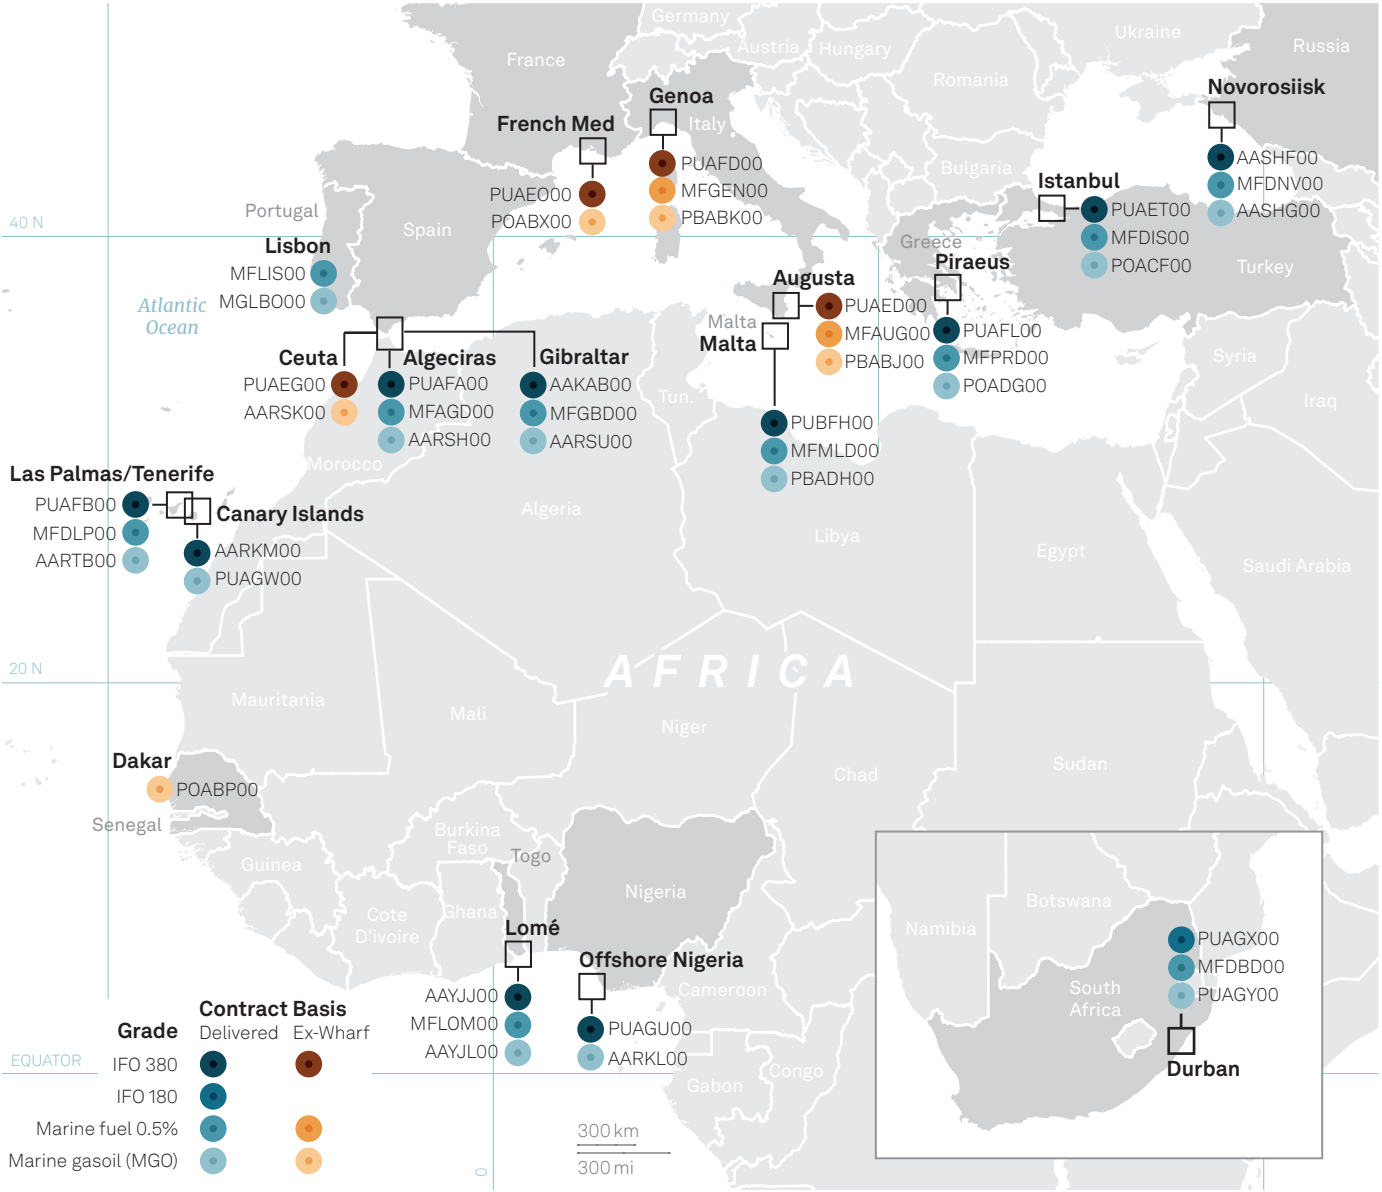 Germany
Ukraine
France
Austria
Hungary
Russia
Romania
Novorosiisk
Genoa
French Med
Italy
AASHF00
MFDNV00
AASHG00
PUAFD00
MFGEN00
PBABK00
Bulgaria
Istanbul
PUAEO00
POABX00
PUAET00
MFDIS00
POACF00
Portugal
40 N
Spain
Lisbon
MFLIS00
MGLBO00
Greece
Piraeus
Turkey
Augusta
PUAED00
MFAUG00
PBABJ00
Atlantic
Ocean
Malta
Malta
PUAFL00
MFPRD00
POADG00
Ceuta
PUAEG00
AARSK00
Algeciras
PUAFA00
MFAGD00
AARSH00
Gibraltar
AAKAB00
MFGBD00
AARSU00
Syria
Iraq
Tun.
PUBFH00
MFMLD00
PBADH00
Morocco
Las Palmas/Tenerife
PUAFB00
MFDLP00
AARTB00
Canary Islands
AARKM00
PUAGW00
Algeria
Libya
Egypt
Saudi Arabia
20 N
AFRICA
Mauritania
Mali
Niger
Chad
Sudan
Dakar
POABP00
Senegal
Burkina
Faso
Togo
Guinea
Nigeria
Cote
D'ivoire
Ghana
Lomé
AAYJJ00
MFLOM00
AAYJL00
Offshore Nigeria
PUAGU00
AARKL00
Cameroon
Gabon
Congo
Botswana
Namibia
South
Africa
PUAGX00
MFDBD00
PUAGY00
Durban
EQUATOR
Contract Basis
Grade
Delivered
Ex-Wharf
IFO 380
IFO 180
Marine fuel 0.5%
Marine gasoil (MGO)
300 km
300 mi
0